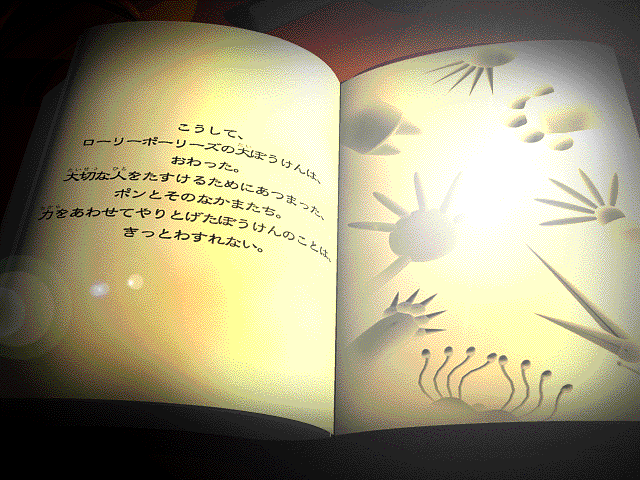 こうして、
ローリーポーリーズの大ぼうけんは、
おわった。
大切な人をたすけるためにあつまった、
ポンとそのなかまたち。
力をあわせてやりとげたぼうけんのことは、
きっとわすれない。